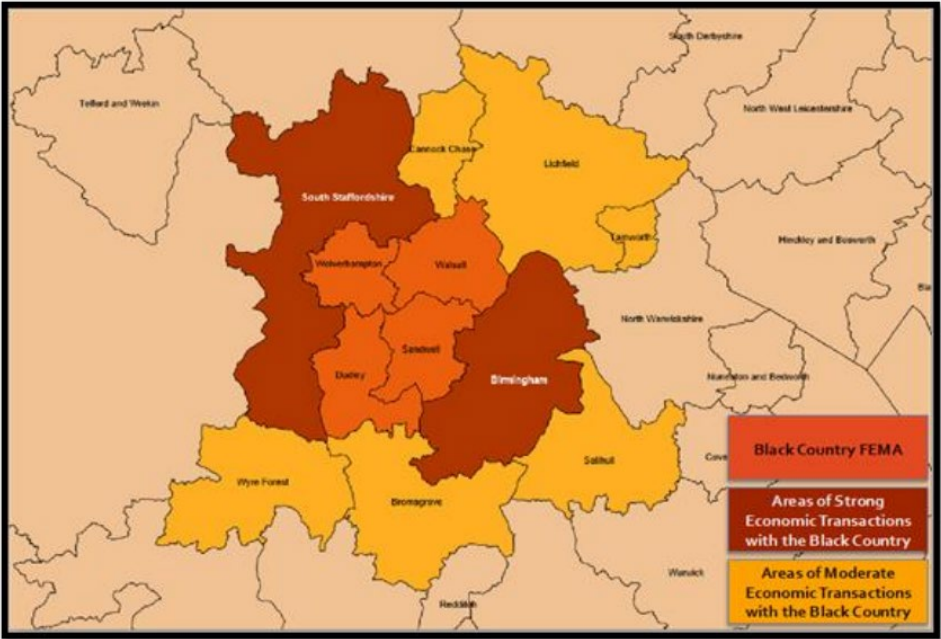 South Derbyshire
Telford and Wrekin
North West Leicestershire
Cannock Chase
Lichfield
South Staffordshire
Tamworth
Hinckley and Bosworth
Wolverhampton
Walsall
Bla
North Warwickshire
Sandwell
Dudley
Birmingham
Nuneaton and Bedworth
Black Country FEMA
Cove
Solihull
Wyre Forest
Bromsgrove
Areas of Strong
Economic Transactions
with the Black Country
Areas of Moderate
Economic Transactions
with the Black Country
Warwick
Redditch